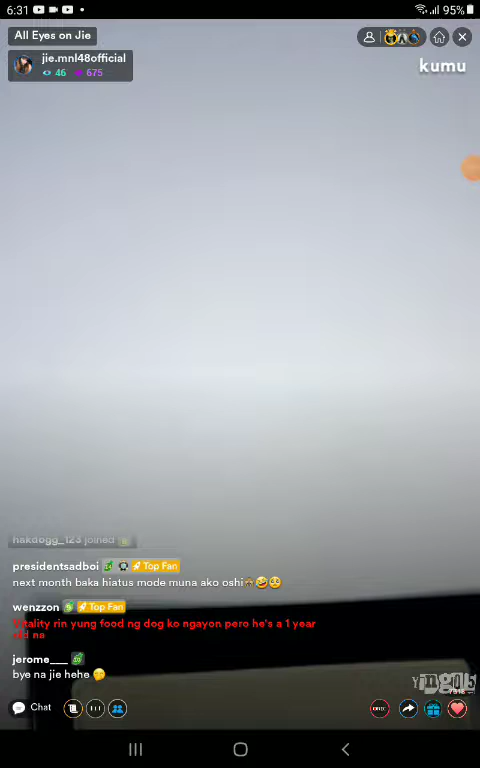 6:31
95%
All Eyes on Jie
jie.mnl48official
46
675
kumu
hakdogg_123 joined
presidentsadboi Top Fan
next month baka hiatus mode muna ako oshi
wenzzon Top Fan
Vitality rin yung food ng dog ko ngayon pero he's a 1 year
old na
jerome___
bye na jie hehe
Chat